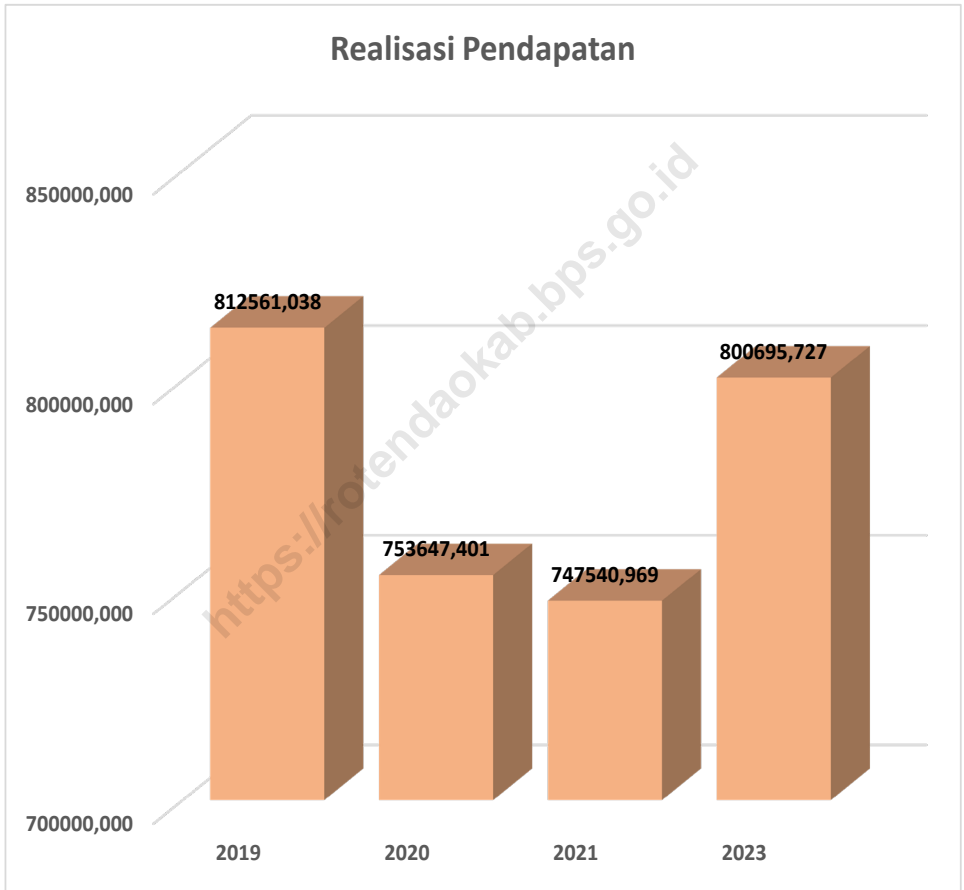 Realisasi Pendapatan
850000,000
800000,000
750000,000
700000,000
812561,038
753647,401
747540,969
800695,727
2019 2020 2021 2023
https://rotendaokab.bps.go.id